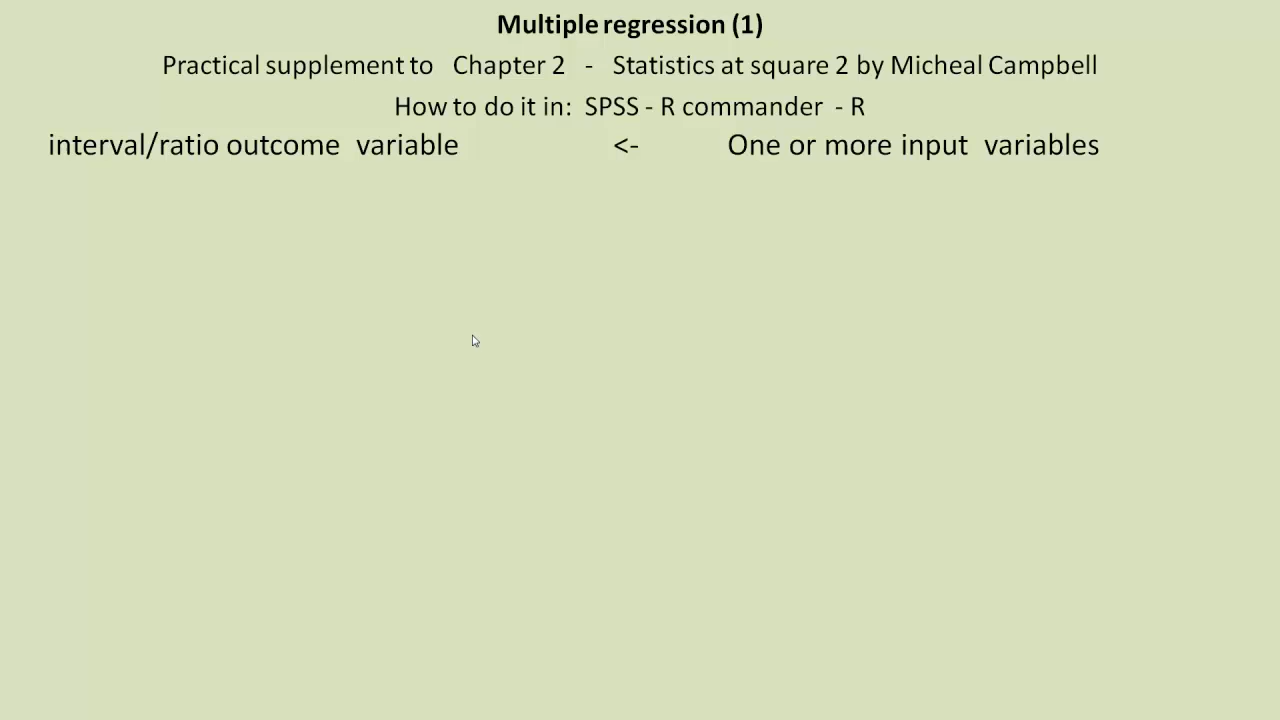 Multiple regression (1)
Practical supplement to Chapter 2 - Statistics at square 2 by Micheal Campbell
How to do it in: SPSS - R commander - R
interval/ratio outcome variable <- One or more input variables